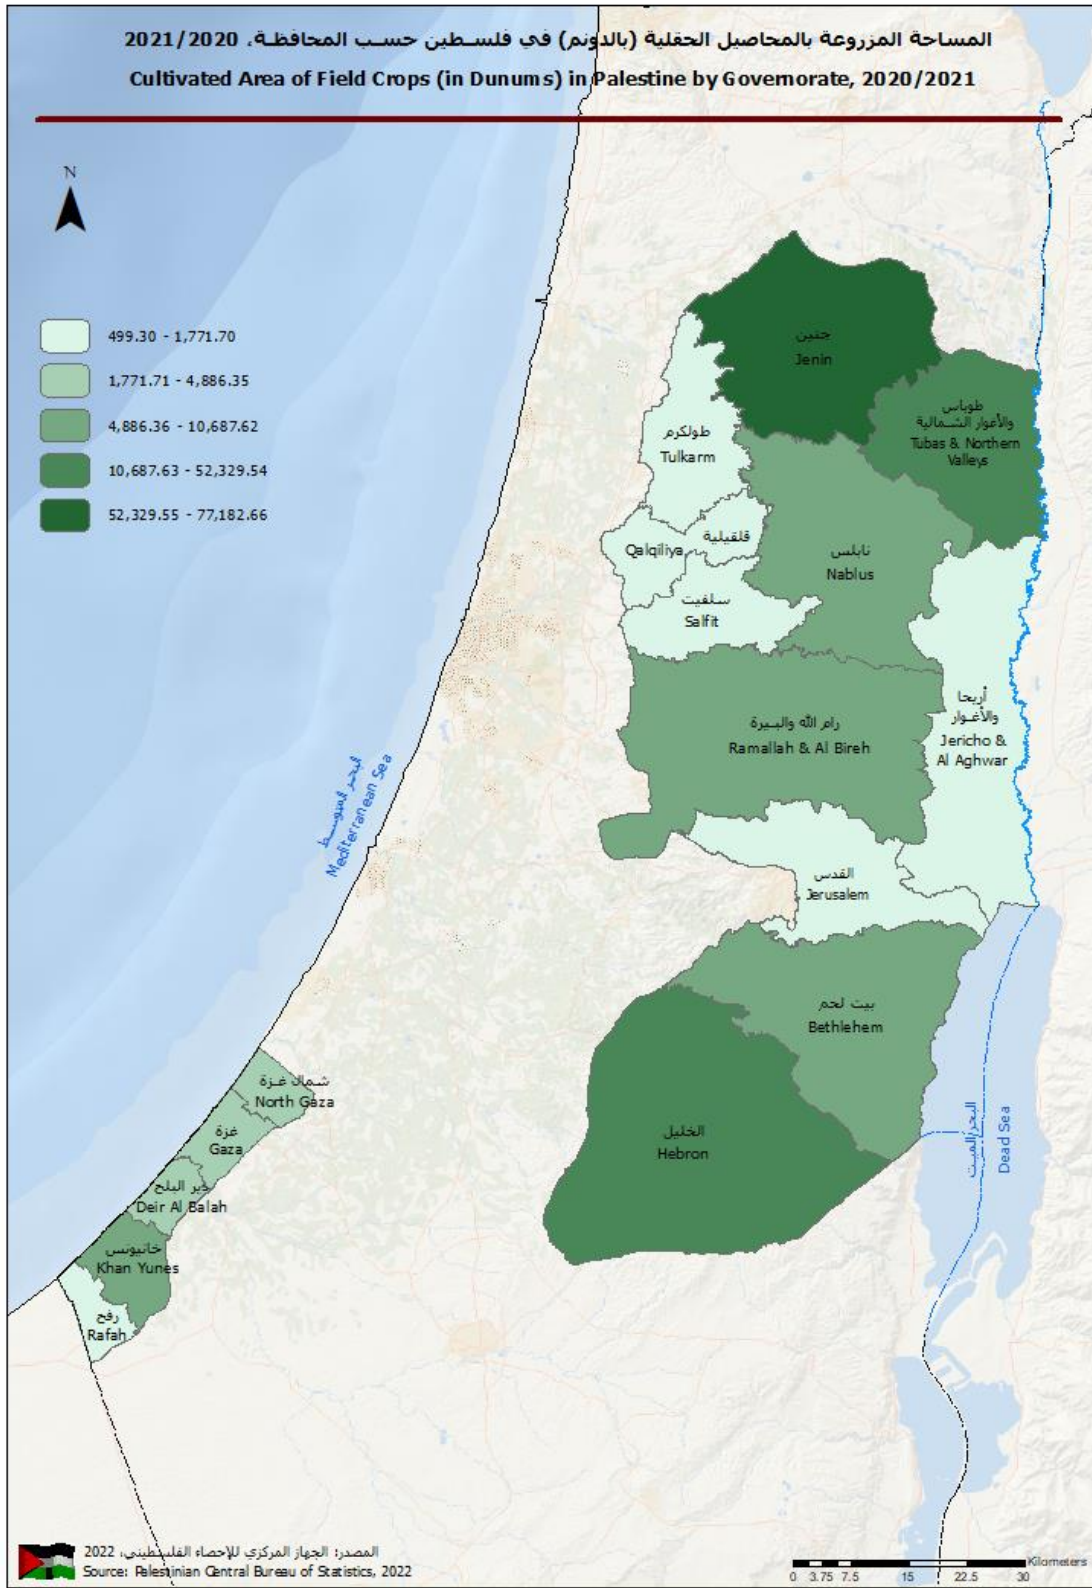 المساحة المزروعة بالمحاصيل الحقلية (بالدونم) في فلسطين حسب المحافظة، 2021/2020
Cultivated Area of Field Crops (in Dunums) in Palestine by Governorate, 2020/2021
N
499.30 - 1,771.70
1,771.71 - 4,886.35
4,886.36 - 10,687.62
10,687.63 - 52,329.54
52,329.55 - 77,182.66
جنين
Jenin
طوباس
والأغوار الشمالية
Tubas & Northern
Valleys
طولكرم
Tulkarm
قلقيلية
Qalqiliya
نابلس
Nablus
سلفيت
Salfit
أريحا
والأغوار
Jericho &
Al Aghwar
رام الله والبيرة
Ramallah & Al Bireh
البحر المتوسط
Mediterranean Sea
القدس
Jerusalem
بيت لحم
Bethlehem
الخليل
Hebron
البحر الميت
Dead Sea
شمال غزة
North Gaza
غزة
Gaza
دير البلح
Deir Al Balah
خانيونس
Khan Yunes
رفح
Rafah
المصدر: الجهاز المركزي للإحصاء الفلسطيني، 2022
Source: Palestinian Central Bureau of Statistics, 2022
Kilometers
0 3.75 7.5 15 22.5 30